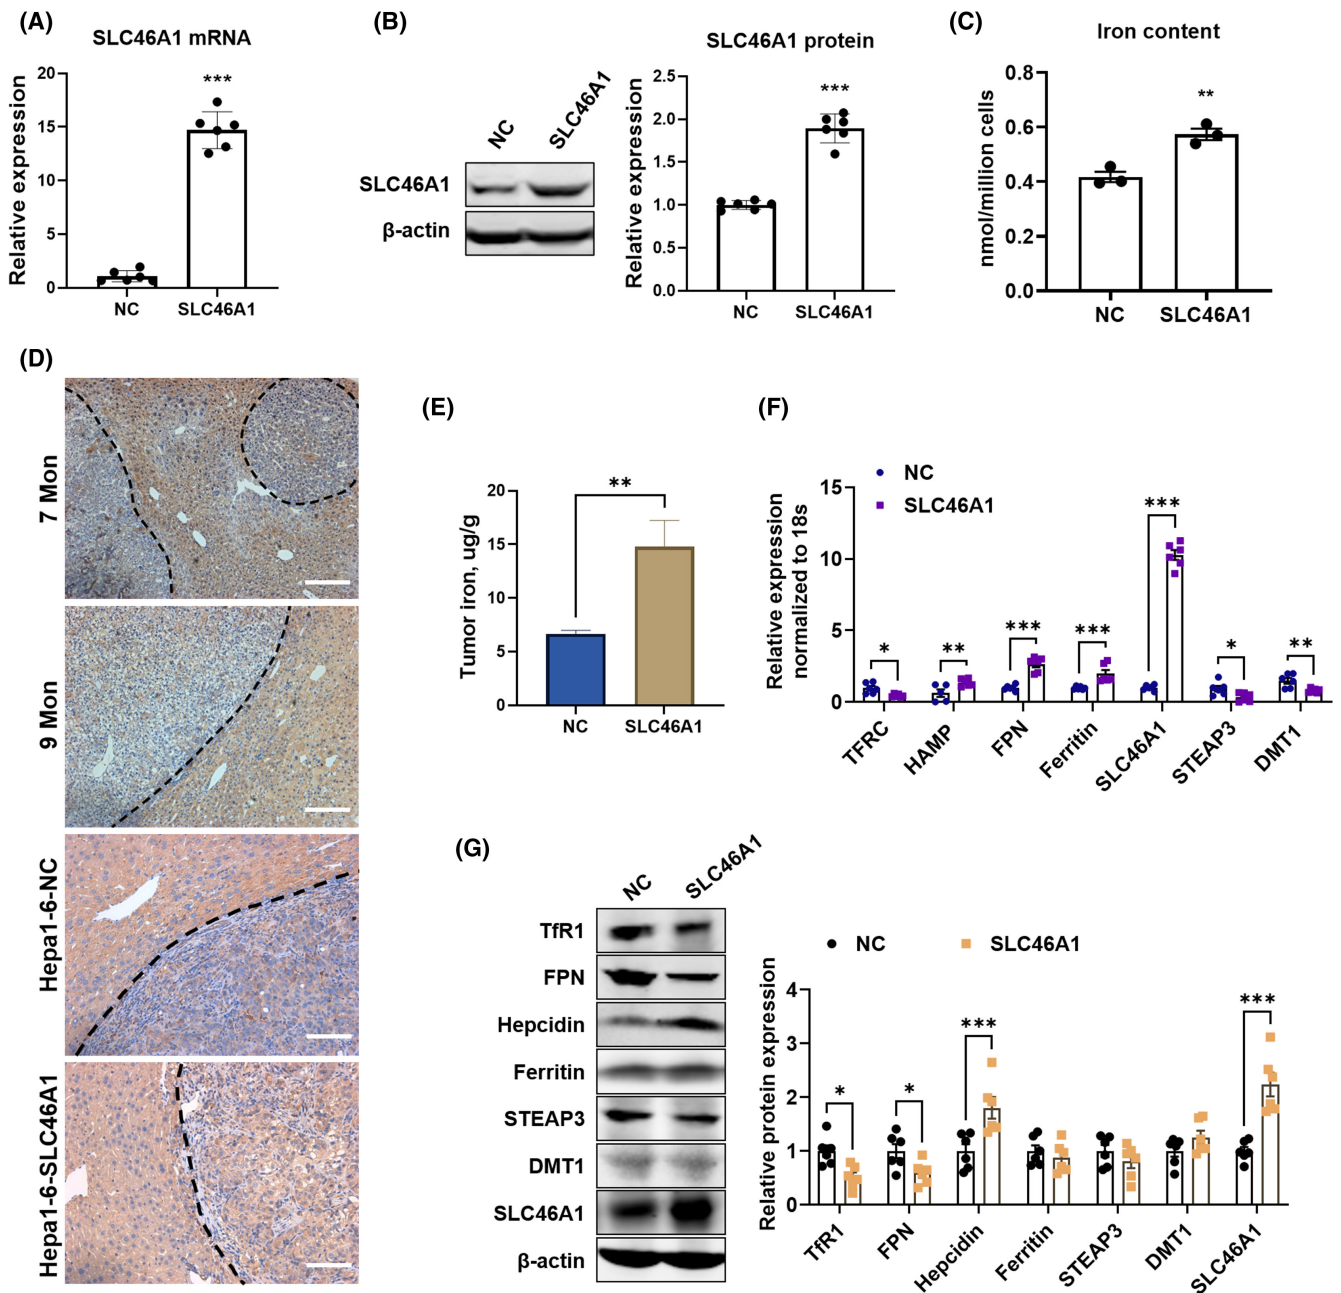 (A)
SLC46A1 mRNA
***
Relative expression
20
15
10
5
0
NC
SLC46A1
(B)
NC
SLC46A1
SLC46A1
β-actin
SLC46A1 protein
***
Relative expression
2.5
2.0
1.5
1.0
0.5
0.0
NC
SLC46A1
(C)
Iron content
**
nmol/million cells
0.8
0.6
0.4
0.2
0.0
NC
SLC46A1
(D)
7 Mon
9 Mon
Hepa1-6-NC
Hepa1-6-SLC46A1
(E)
**
Tumor iron, ug/g
20
15
10
5
0
NC
SLC46A1
(F)
NC
SLC46A1
Relative expression
normalized to 18s
15
10
5
0
*
**
***
***
***
*
**
TFRC
HAMP
FPN
Ferritin
SLC46A1
STEAP3
DMT1
(G)
NC
SLC46A1
TfR1
FPN
Hepcidin
Ferritin
STEAP3
DMT1
SLC46A1
β-actin
NC
SLC46A1
Relative protein expression
4
3
2
1
0
*
*
***
***
TfR1
FPN
Hepcidin
Ferritin
STEAP3
DMT1
SLC46A1